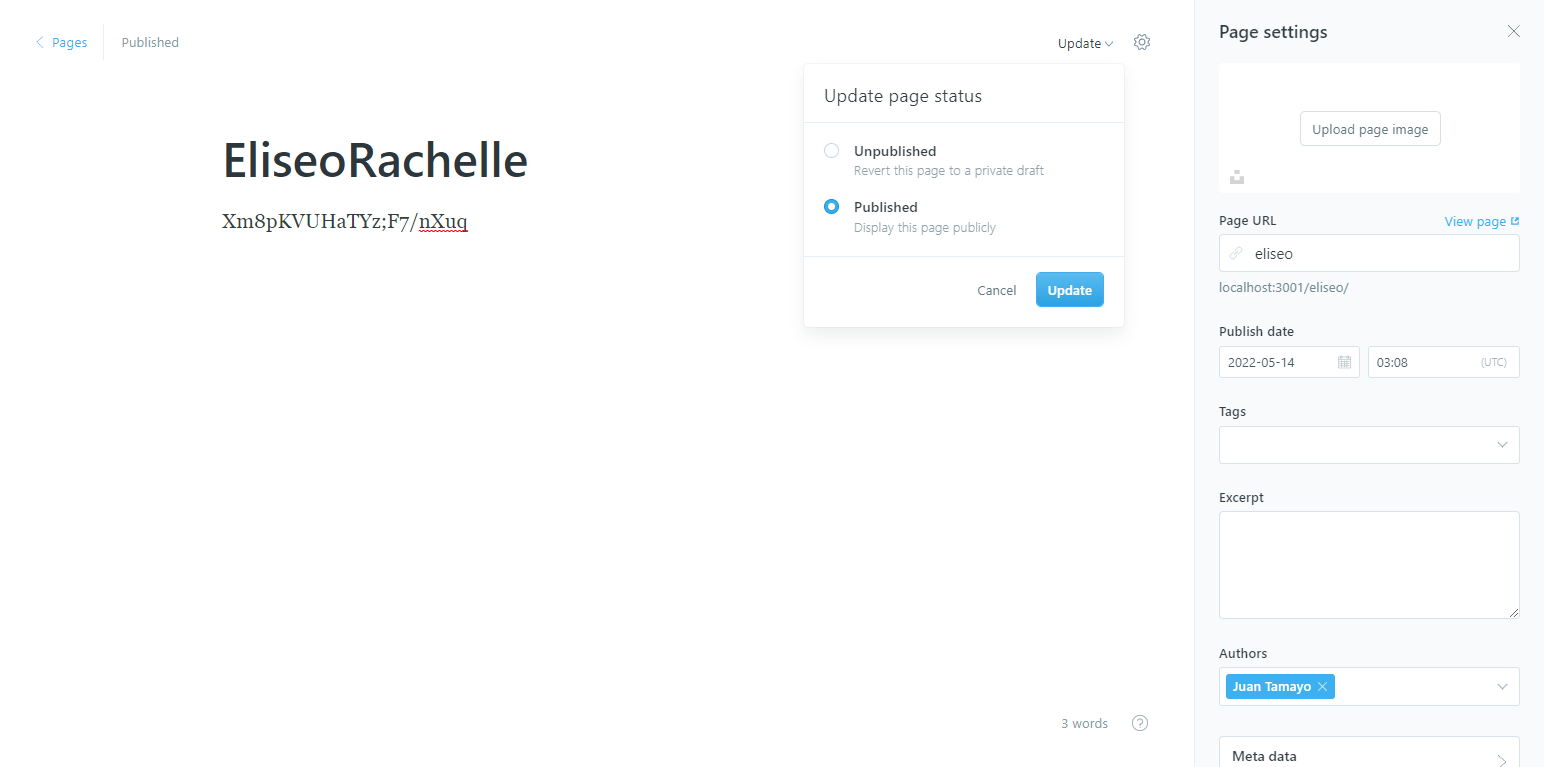 Pages
Published
Update
EliseoRachelle
Xm8pKVUHaTYz;F7/nXuq
Update page status
Unpublished
Revert this page to a private draft
Published
Display this page publicly
Cancel
Update
3 words
?
Page settings
Upload page image
Page URL
View page
eliseo
localhost:3001/eliseo/
Publish date
2022-05-14
03:08
(UTC)
Tags
Excerpt
Authors
Juan Tamayo
Meta data